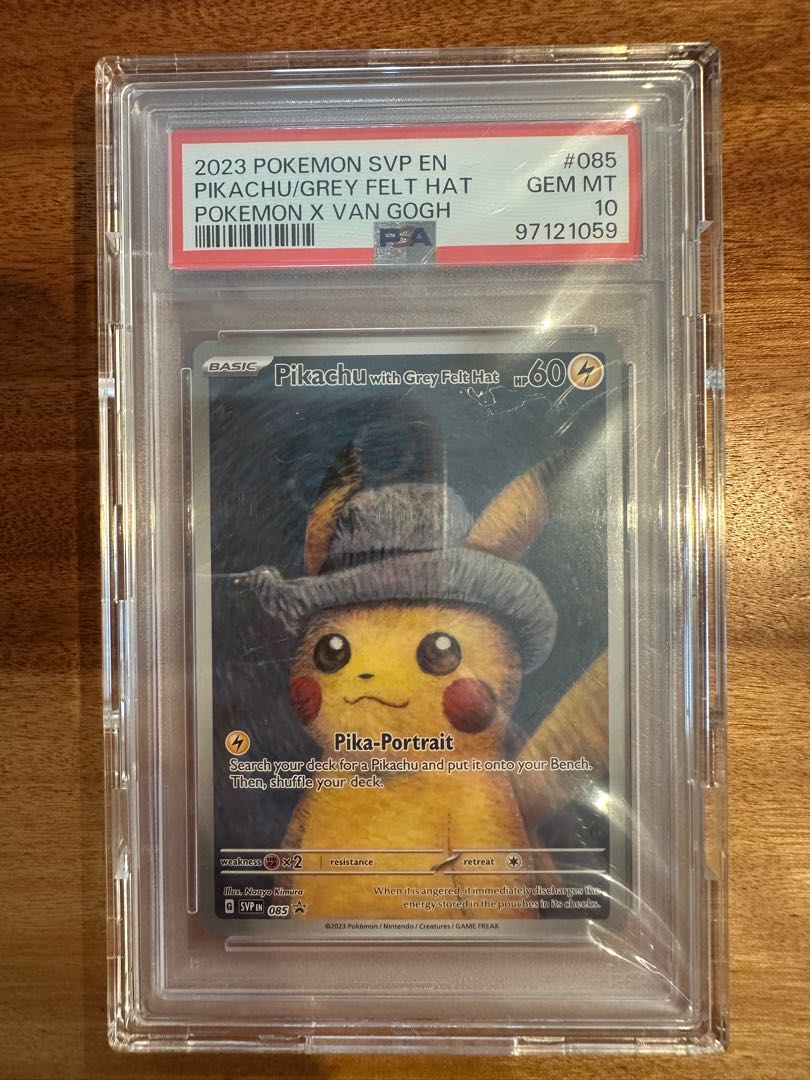 2023 POKEMON SVP EN #085
PIKACHU/GREY FELT HAT GEM MT
POKEMON X VAN GOGH 10
PSA 97121059
BASIC Pikachu with Grey Felt Hat HP 60
Pika-Portrait
Search your deck for a Pikachu and put it onto your Bench.
Then, shuffle your deck.
weakness ×2 resistance retreat
Illus. Naoyo Kimura When it is angered, it immediately discharges the
G SVP EN 085 energy stored in the pouches in its cheeks.
©2023 Pokémon / Nintendo / Creatures / GAME FREAK